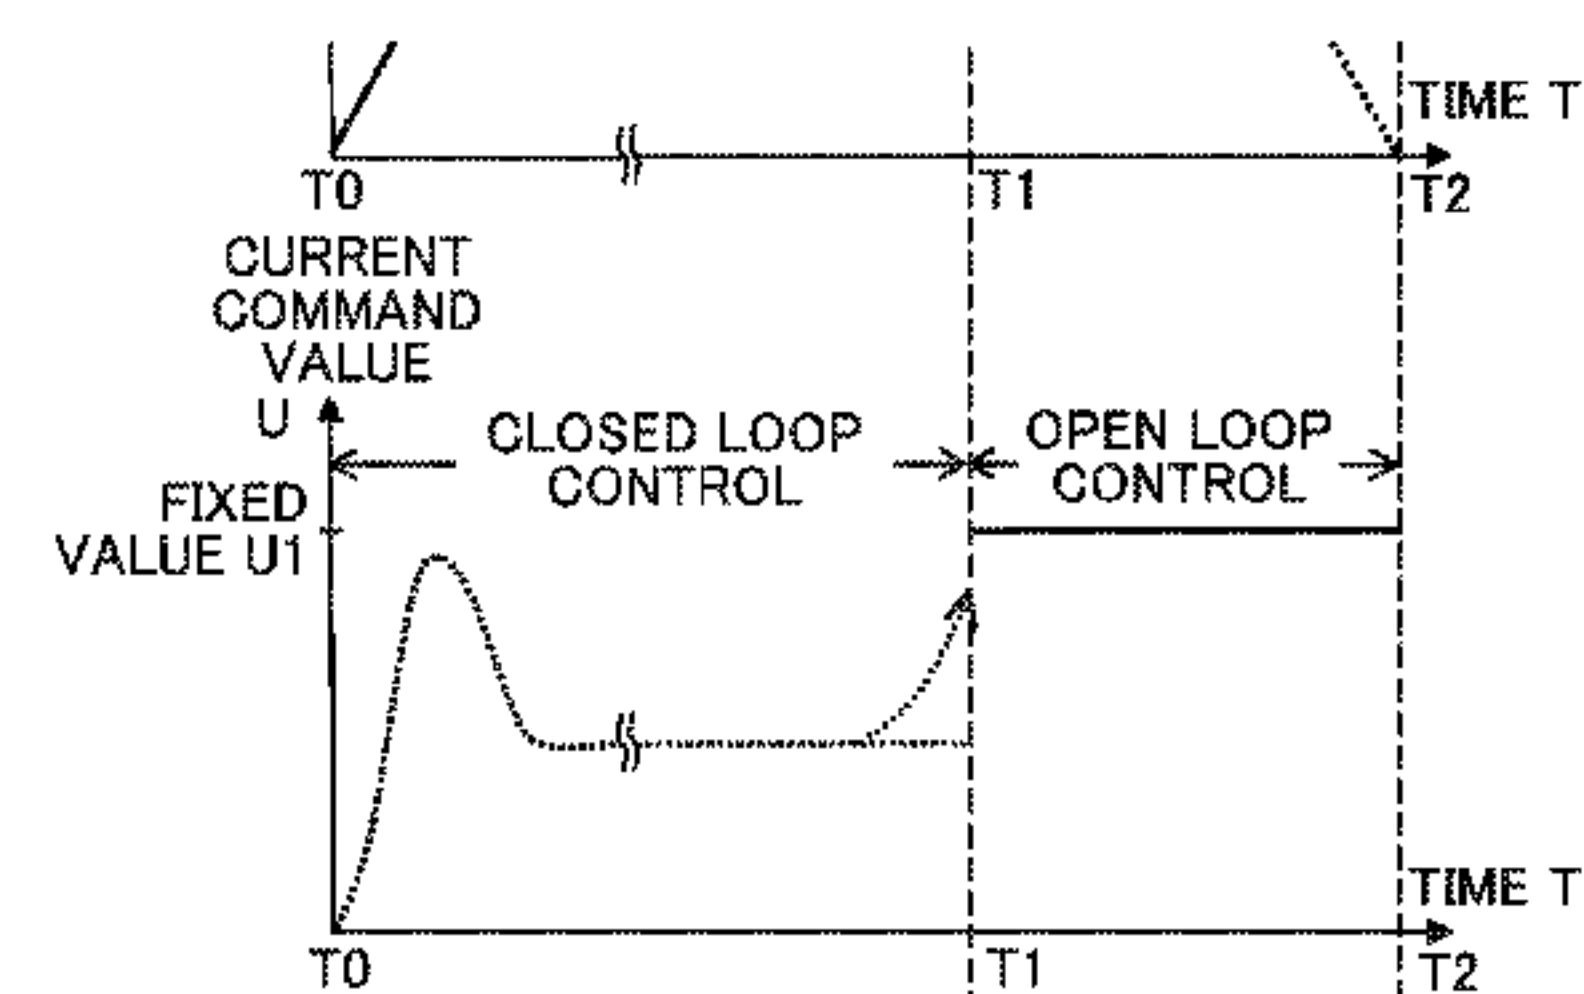 TIME T
T0
T1
T2
CURRENT
COMMAND
VALUE
U
CLOSED LOOP
CONTROL
OPEN LOOP
CONTROL
FIXED
VALUE U1
TIME T
T0
T1
T2